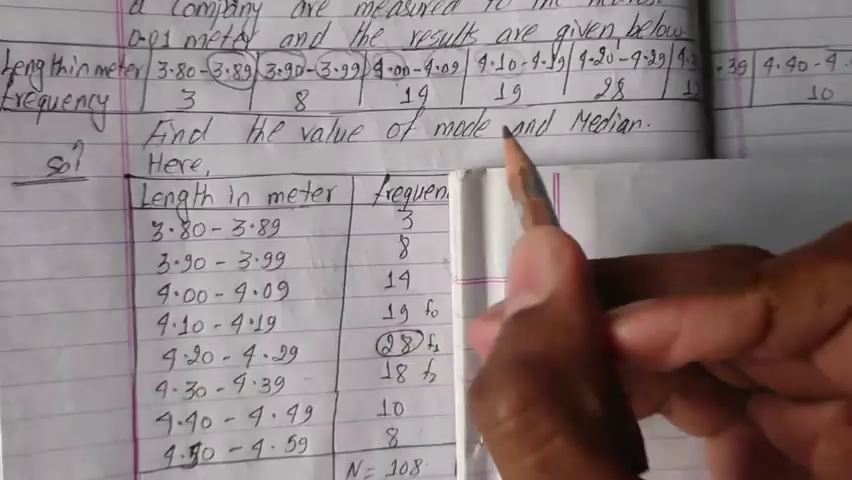 a Company are measured to the nearest
0.01 meter and the results are given below
Length in meter 3.80-3.89 3.90-3.99 4.00-4.09 4.10-4.19 4.20-4.29 .39 4.40-4.
frequency 3 8 14 19 28 10
Find the value of mode and Median.
Soln
Here,
Length in meter frequen
3.80-3.89 3
3.90-3.99 8
4.00-4.09 14
4.10-4.19 19 f0
4.20-4.29 28 f1
4.30-4.39 18 f2
4.40-4.49 10
4.50-4.59 8
N=108